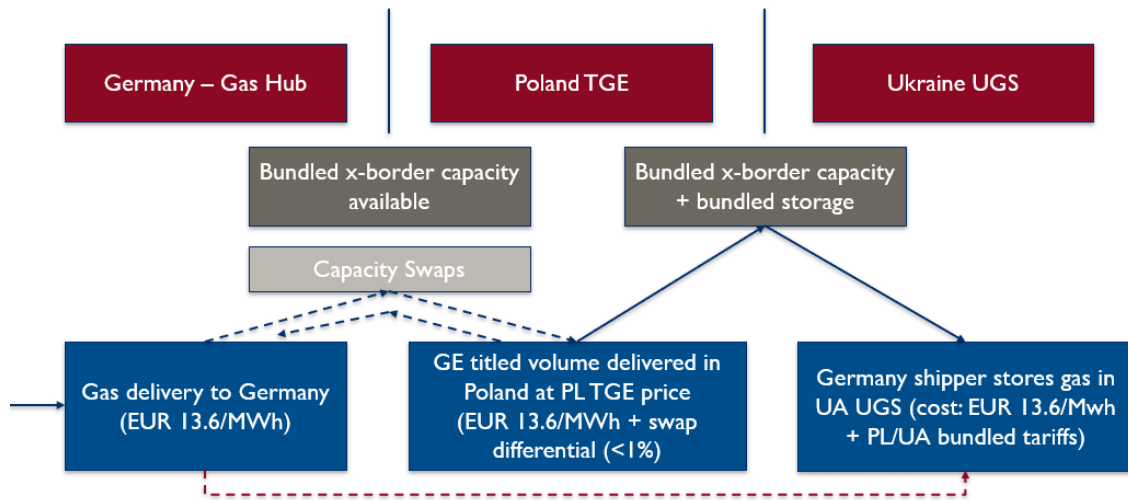 Germany – Gas Hub
Poland TGE
Ukraine UGS
Bundled x-border capacity
available
Bundled x-border capacity
+ bundled storage
Capacity Swaps
Gas delivery to Germany
(EUR 13.6/MWh)
GE titled volume delivered in
Poland at PL TGE price
(EUR 13.6/MWh + swap
differential (<1%)
Germany shipper stores gas in
UA UGS (cost: EUR 13.6/Mwh
+ PL/UA bundled tariffs)